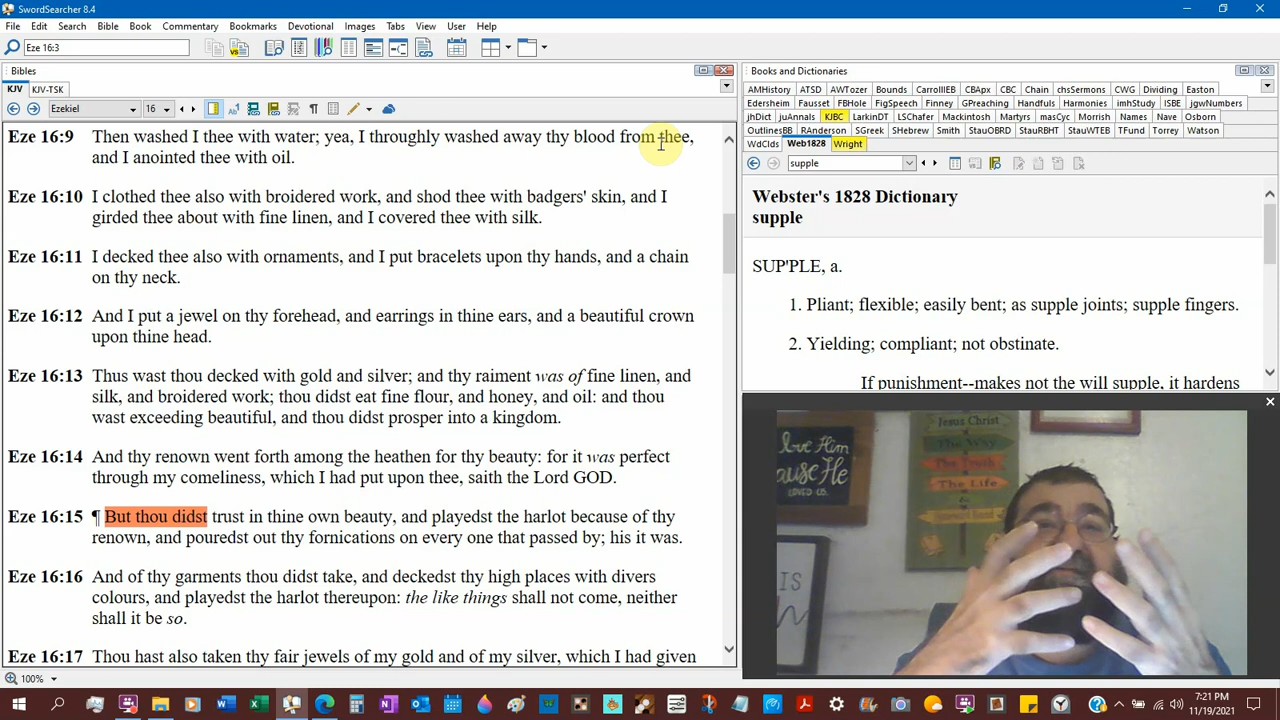 SwordSearcher 8.4
File Edit Search Bible Book Commentary Bookmarks Devotional Images Tabs View User Help
Eze 16:3
Bibles
KJV KJV-TSK
Ezekiel 16
Eze 16:9 Then washed I thee with water; yea, I throughly washed away thy blood from thee,
and I anointed thee with oil.
Eze 16:10 I clothed thee also with broidered work, and shod thee with badgers' skin, and I
girded thee about with fine linen, and I covered thee with silk.
Eze 16:11 I decked thee also with ornaments, and I put bracelets upon thy hands, and a chain
on thy neck.
Eze 16:12 And I put a jewel on thy forehead, and earrings in thine ears, and a beautiful crown
upon thine head.
Eze 16:13 Thus wast thou decked with gold and silver; and thy raiment was of fine linen, and
silk, and broidered work; thou didst eat fine flour, and honey, and oil: and thou
wast exceeding beautiful, and thou didst prosper into a kingdom.
Eze 16:14 And thy renown went forth among the heathen for thy beauty: for it was perfect
through my comeliness, which I had put upon thee, saith the Lord GOD.
Eze 16:15 ¶ But thou didst trust in thine own beauty, and playedst the harlot because of thy
renown, and pouredst out thy fornications on every one that passed by; his it was.
Eze 16:16 And of thy garments thou didst take, and deckedst thy high places with divers
colours, and playedst the harlot thereupon: the like things shall not come, neither
shall it be so.
Eze 16:17 Thou hast also taken thy fair jewels of my gold and of my silver, which I had given
100%
Books and Dictionaries
AMHistory ATSD AWTozer Bounds CarrollEIB CBApx CBC Chain chsSermons CWG Dividing Easton
Edersheim Fausset FBHole FigSpeech Finney GPreaching Handfuls Harmonies imhStudy ISBE jgwNumbers
jhDict juAnnals KJBC LarkinDT LSChafer Mackintosh Martyrs maxCyc Morrish Nave Osborn
OutlinesBB RAnderson SGreek SHebrew Smith StauOBRD StauRBHT StauWTEB TFund Torrey Watson
WdClds Web1828 Wright
supple
Webster's 1828 Dictionary
supple
SUP'PLE, a.
1. Pliant; flexible; easily bent; as supple joints; supple fingers.
2. Yielding; compliant; not obstinate.
If punishment--makes not the will supple, it hardens
love Him
cause He
LOVED US.
Jesus Christ
The Way
The Truth
The Life
7:21 PM
11/19/2021